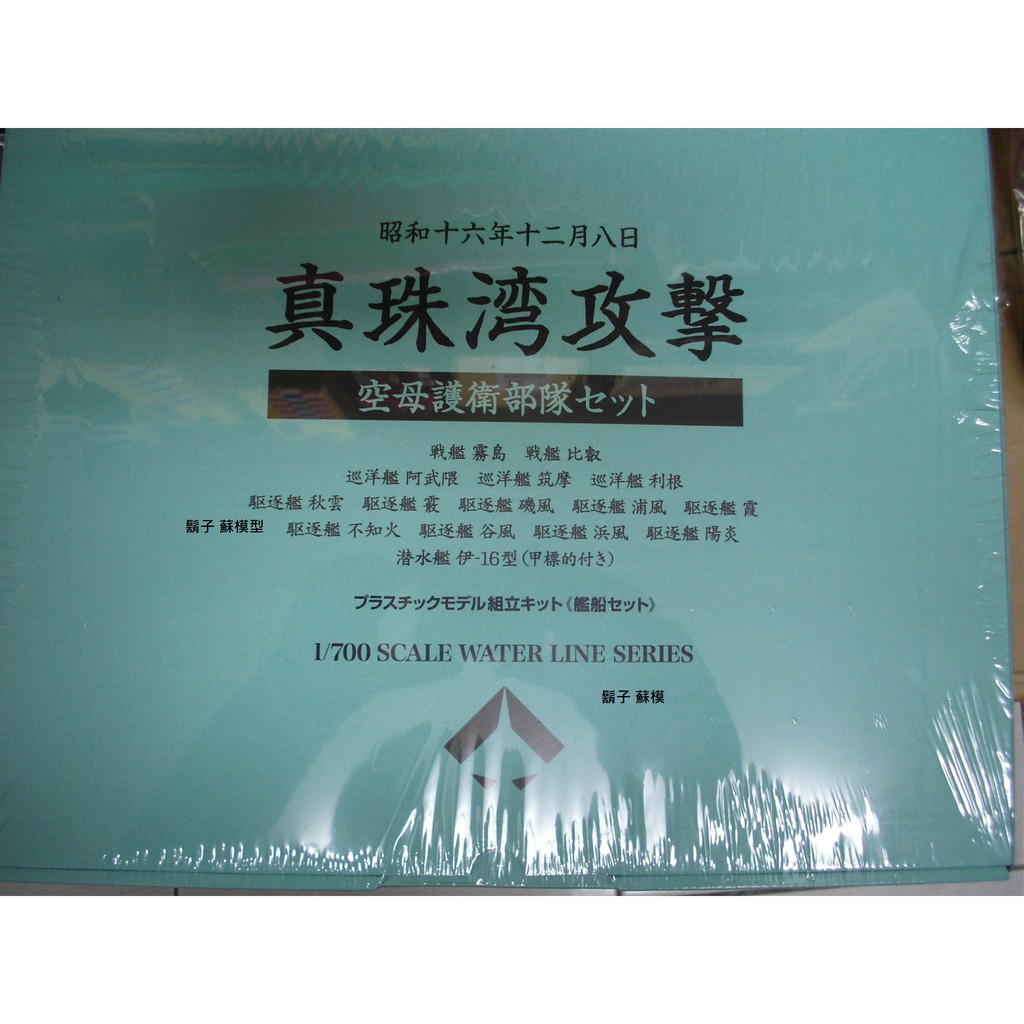 昭和十六年十二月八日
真珠湾攻撃
空母護衛部隊セット
戦艦 霧島 戦艦 比叡
巡洋艦 阿武隈 巡洋艦 筑摩 巡洋艦 利根
駆逐艦 秋雲 駆逐艦 霰 駆逐艦 磯風 駆逐艦 浦風 駆逐艦 霞
鬍子 蘇模型
駆逐艦 不知火 駆逐艦 谷風 駆逐艦 浜風 駆逐艦 陽炎
潜水艦 伊-16型(甲標的付き)
プラスチックモデル組立キット《艦船セット》
1/700 SCALE WATER LINE SERIES
鬍子 蘇模